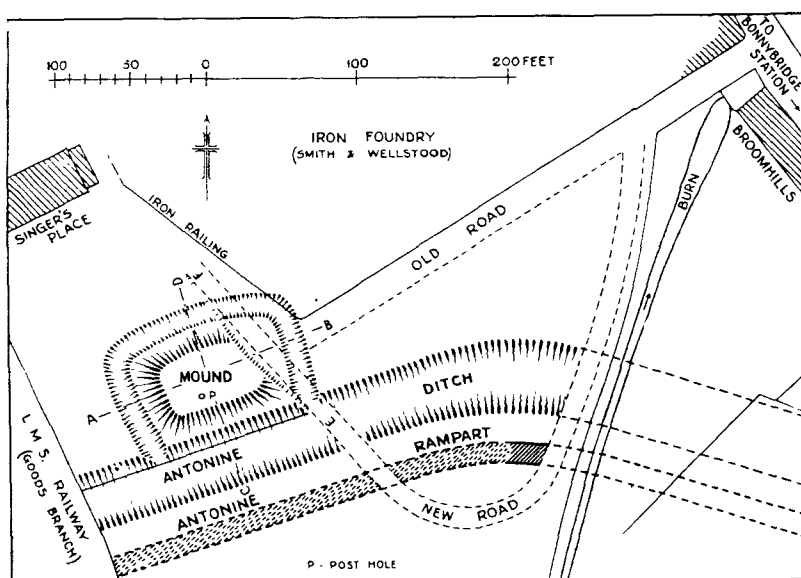 100 50 0 100 200 FEET
TO
BONNYBRIDGE
STATION
IRON FOUNDRY
(SMITH & WELLSTOOD)
BROOMHILLS
SINGER'S
PLACE
IRON RAILING
OLD ROAD
BURN
D
B
MOUND
P
A
DITCH
ANTONINE
RAMPART
ANTONINE
C
NEW ROAD
L M S. RAILWAY
(GOODS BRANCH)
P - POST HOLE